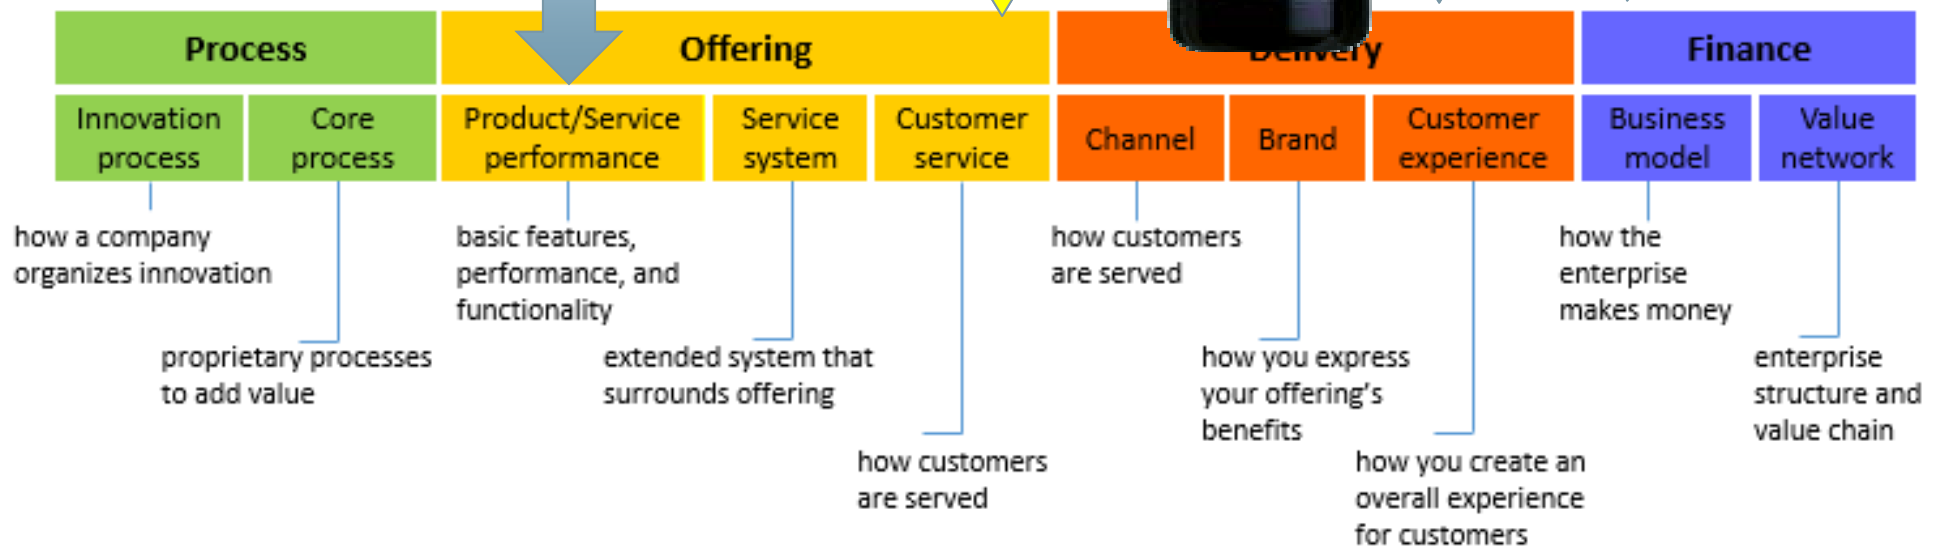 Process
Offering
Delivery
Finance
Innovation
process
Core
process
Product/Service
performance
Service
system
Customer
service
Channel
Brand
Customer
experience
Business
model
Value
network
how a company
organizes innovation
proprietary processes
to add value
basic features,
performance, and
functionality
extended system that
surrounds offering
how customers
are served
how customers
are served
how you express
your offering's
benefits
how you create an
overall experience
for customers
how the
enterprise
makes money
enterprise
structure and
value chain